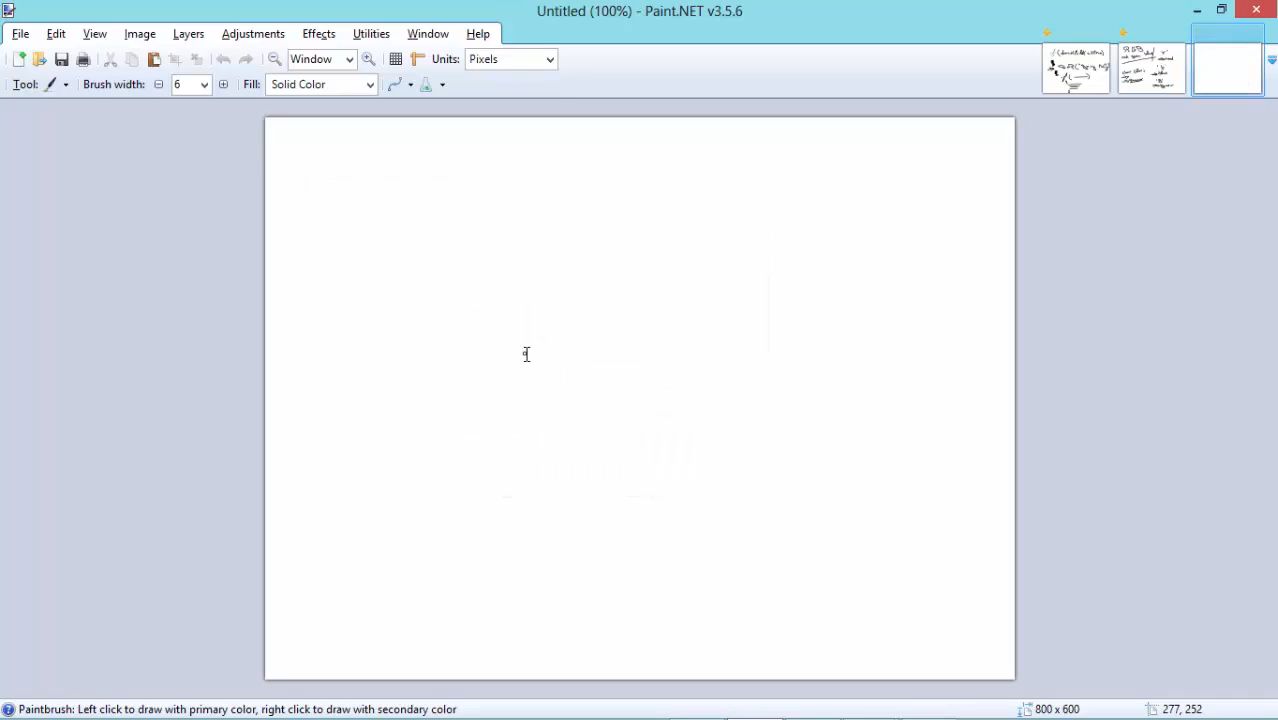 Untitled (100%) - Paint.NET v3.5.6
File Edit View Image Layers Adjustments Effects Utilities Window Help
Window Units: Pixels
Tool: Brush width: 6 Fill: Solid Color
Paintbrush: Left click to draw with primary color, right click to draw with secondary color 800 x 600 277, 252